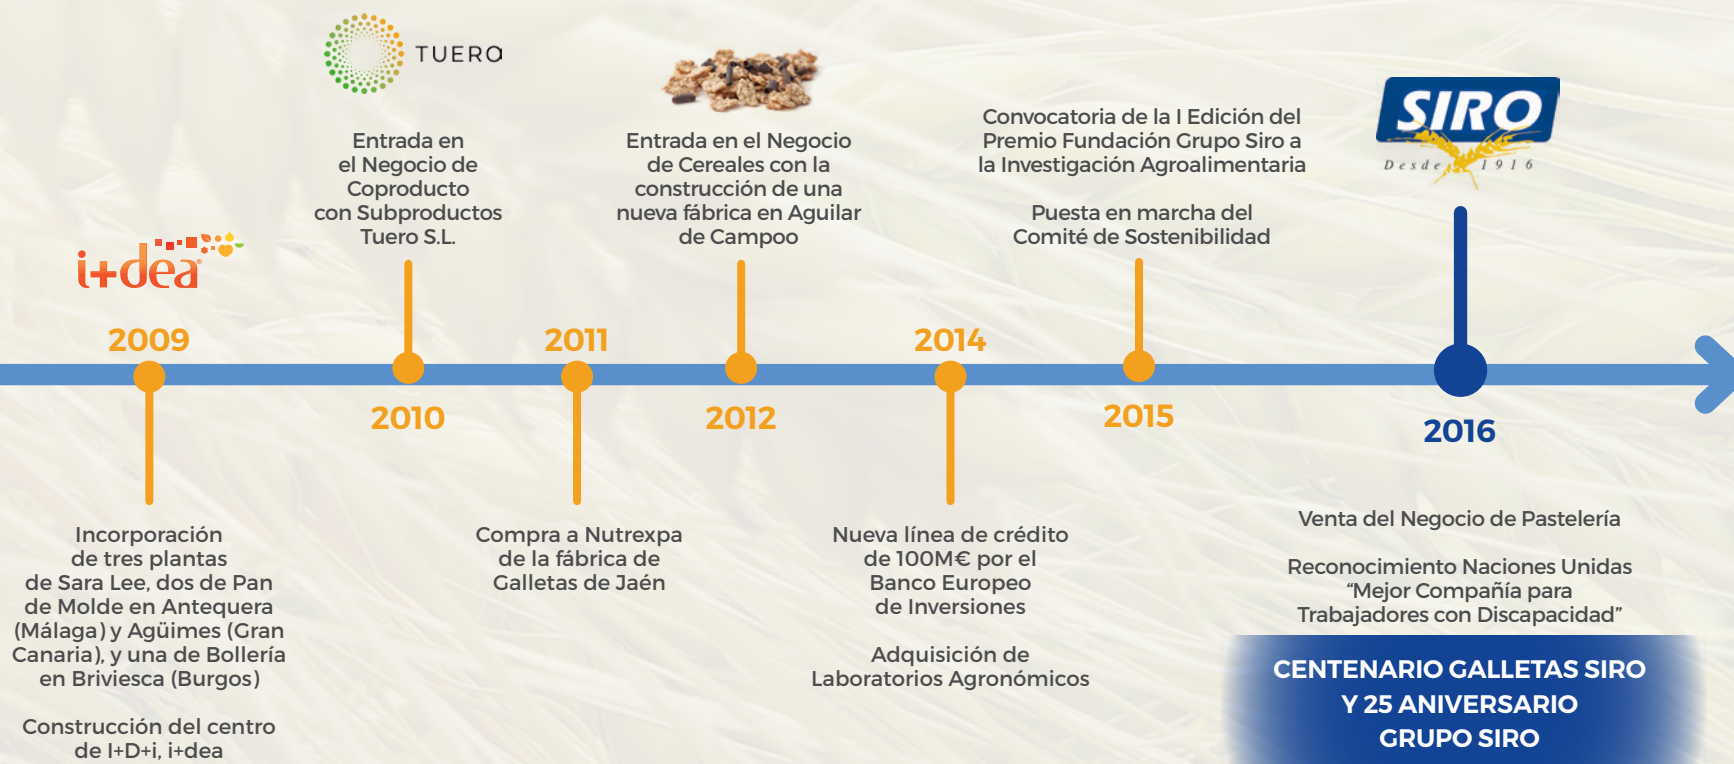 i+dea®
2009
Incorporación
de tres plantas
de Sara Lee, dos de Pan
de Molde en Antequera
(Málaga) y Agüimes (Gran
Canaria), y una de Bollería
en Briviesca (Burgos)
Construcción del centro
de I+D+i, i+dea
TUERO
Entrada en
el Negocio de
Coproducto
con Subproductos
Tuero S.L.
2010
2011
Compra a Nutrexpa
de la fábrica de
Galletas de Jaén
Entrada en el Negocio
de Cereales con la
construcción de una
nueva fábrica en Aguilar
de Campoo
2012
2014
Nueva línea de crédito
de 100M€ por el
Banco Europeo
de Inversiones
Adquisición de
Laboratorios Agronómicos
Convocatoria de la I Edición del
Premio Fundación Grupo Siro a
la Investigación Agroalimentaria
Puesta en marcha del
Comité de Sostenibilidad
2015
SIRO
Desde 1916
2016
Venta del Negocio de Pastelería
Reconocimiento Naciones Unidas
“Mejor Compañía para
Trabajadores con Discapacidad”
CENTENARIO GALLETAS SIRO
Y 25 ANIVERSARIO
GRUPO SIRO